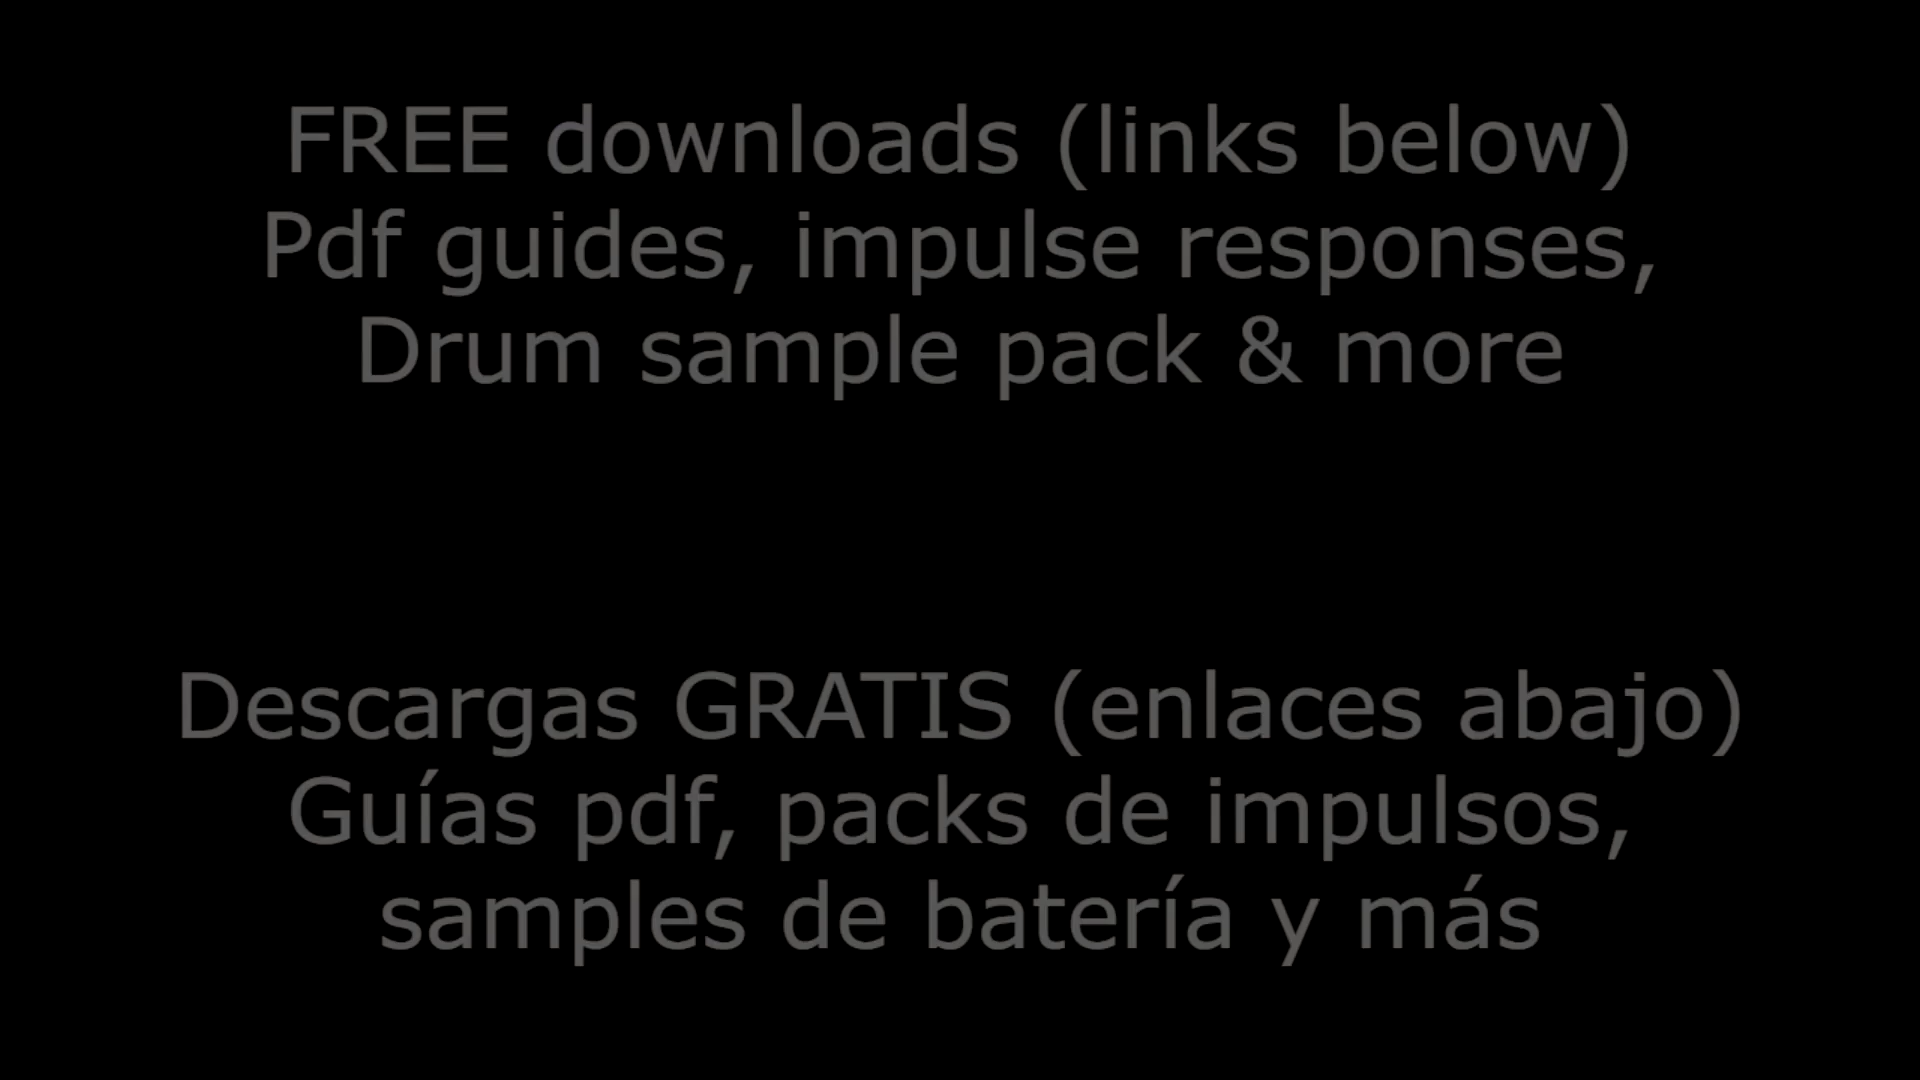 FREE downloads (links below)
Pdf guides, impulse responses,
Drum sample pack & more
Descargas GRATIS (enlaces abajo)
Guías pdf, packs de impulsos,
samples de batería y más